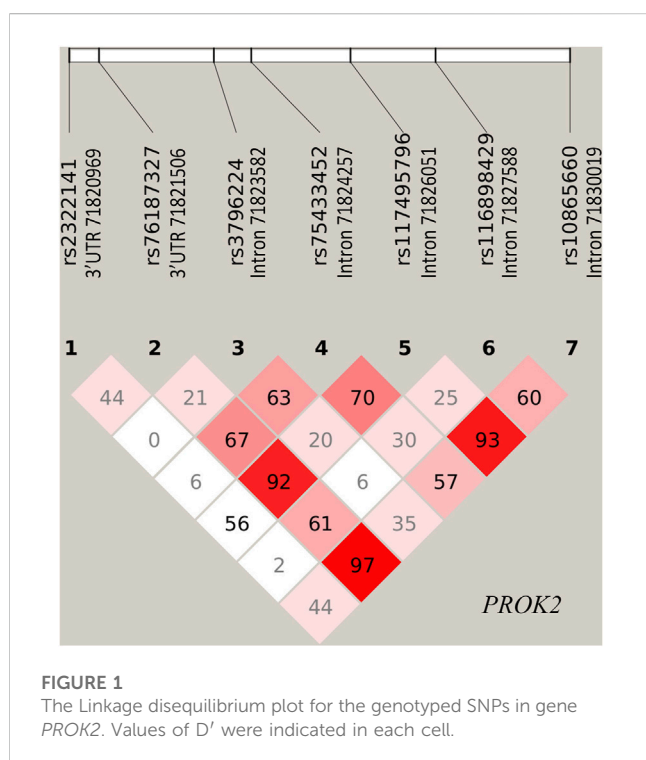 rs2322141
3'UTR 71820969
rs76187327
3'UTR 71821506
rs3796224
Intron 71823582
rs75433452
Intron 71824257
rs117495796
Intron 71826051
rs116898429
Intron 71827588
rs10865660
Intron 71830019
1 2 3 4 5 6 7
44 21 63 70 25 60
0 67 20 30 93
6 92 6 57
56 61 35
2 97
44
PROK2
FIGURE 1
The Linkage disequilibrium plot for the genotyped SNPs in gene
PROK2. Values of D′ were indicated in each cell.